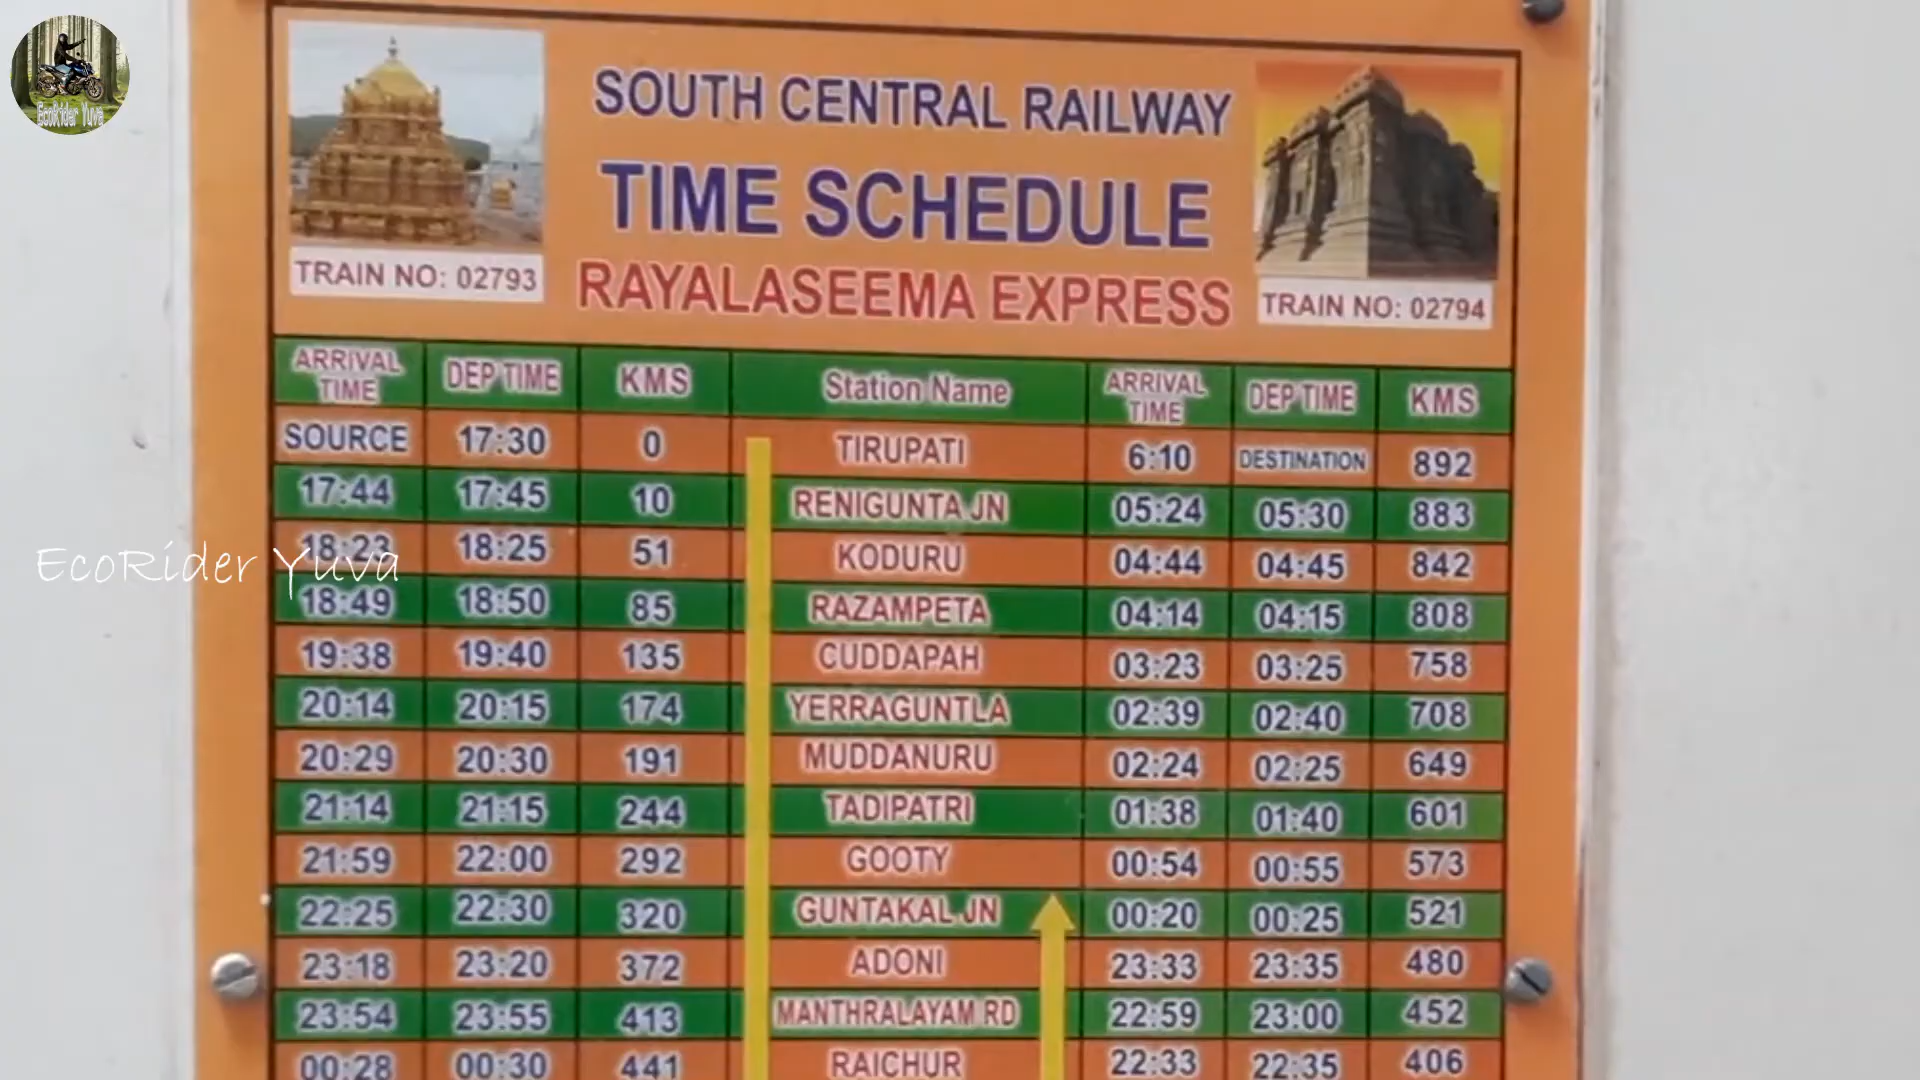 EcoRider Yuva
SOUTH CENTRAL RAILWAY
TIME SCHEDULE
RAYALASEEMA EXPRESS
TRAIN NO: 02793
TRAIN NO: 02794
ARRIVAL TIME DEP TIME KMS Station Name ARRIVAL TIME DEP TIME KMS
SOURCE 17:30 0 TIRUPATI 6:10 DESTINATION 892
17:44 17:45 10 RENIGUNTA JN 05:24 05:30 883
18:23 18:25 51 KODURU 04:44 04:45 842
EcoRider Yuva
18:49 18:50 85 RAZAMPETA 04:14 04:15 808
19:38 19:40 135 CUDDAPAH 03:23 03:25 758
20:14 20:15 174 YERRAGUNTLA 02:39 02:40 708
20:29 20:30 191 MUDDANURU 02:24 02:25 649
21:14 21:15 244 TADIPATRI 01:38 01:40 601
21:59 22:00 292 GOOTY 00:54 00:55 573
22:25 22:30 320 GUNTAKAL JN 00:20 00:25 521
23:18 23:20 372 ADONI 23:33 23:35 480
23:54 23:55 413 MANTHRALAYAM RD 22:59 23:00 452
00:28 00:30 441 RAICHUR 22:33 22:35 406